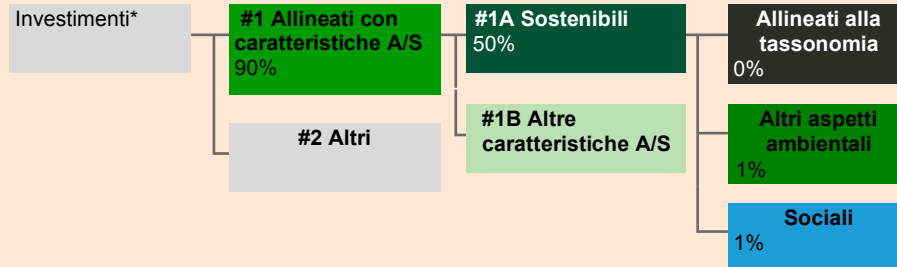 Investimenti*
#1 Allineati con
caratteristiche A/S
90%
#2 Altri
#1A Sostenibili
50%
#1B Altre
caratteristiche A/S
Allineati alla
tassonomia
0%
Altri aspetti
ambientali
1%
Sociali
1%